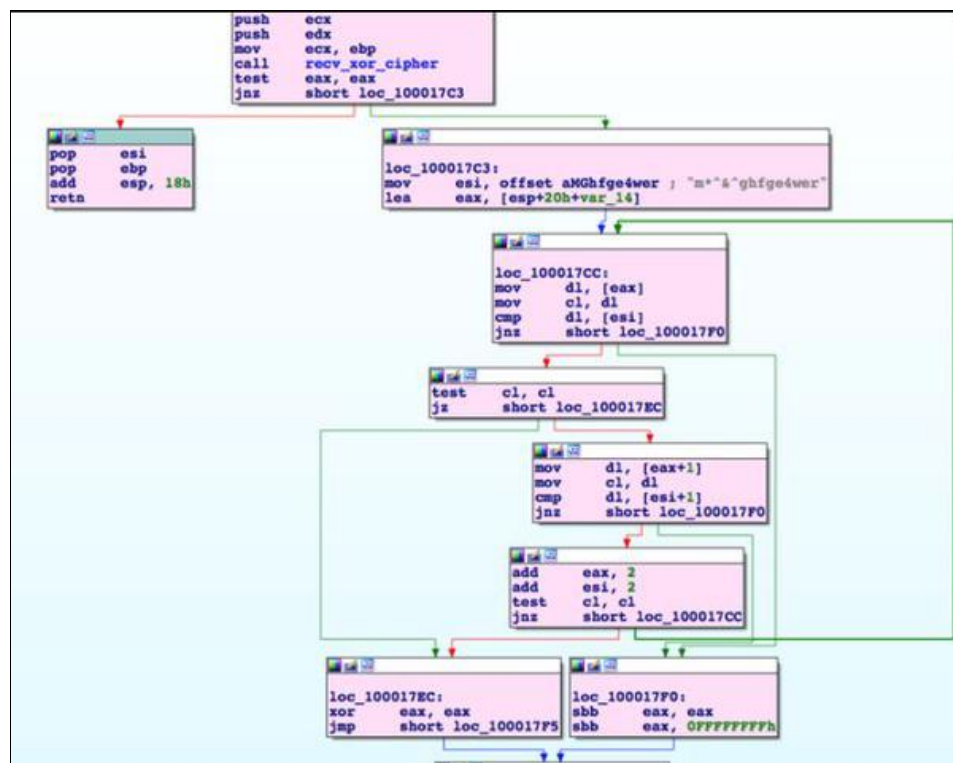 push ecx
push edx
mov ecx, ebp
call recv_xor_cipher
test eax, eax
jnz short loc_100017C3
pop esi
pop ebp
add esp, 18h
retn
loc_100017C3:
mov esi, offset aMGhfge4wer ; "m*^&^ghfge4wer"
lea eax, [esp+20h+var_14]
loc_100017CC:
mov dl, [eax]
mov cl, dl
cmp dl, [esi]
jnz short loc_100017F0
test cl, cl
jz short loc_100017EC
mov dl, [eax+1]
mov cl, dl
cmp dl, [esi+1]
jnz short loc_100017F0
add eax, 2
add esi, 2
test cl, cl
jnz short loc_100017CC
loc_100017EC:
xor eax, eax
jmp short loc_100017F5
loc_100017F0:
sbb eax, eax
sbb eax, 0FFFFFFFFh